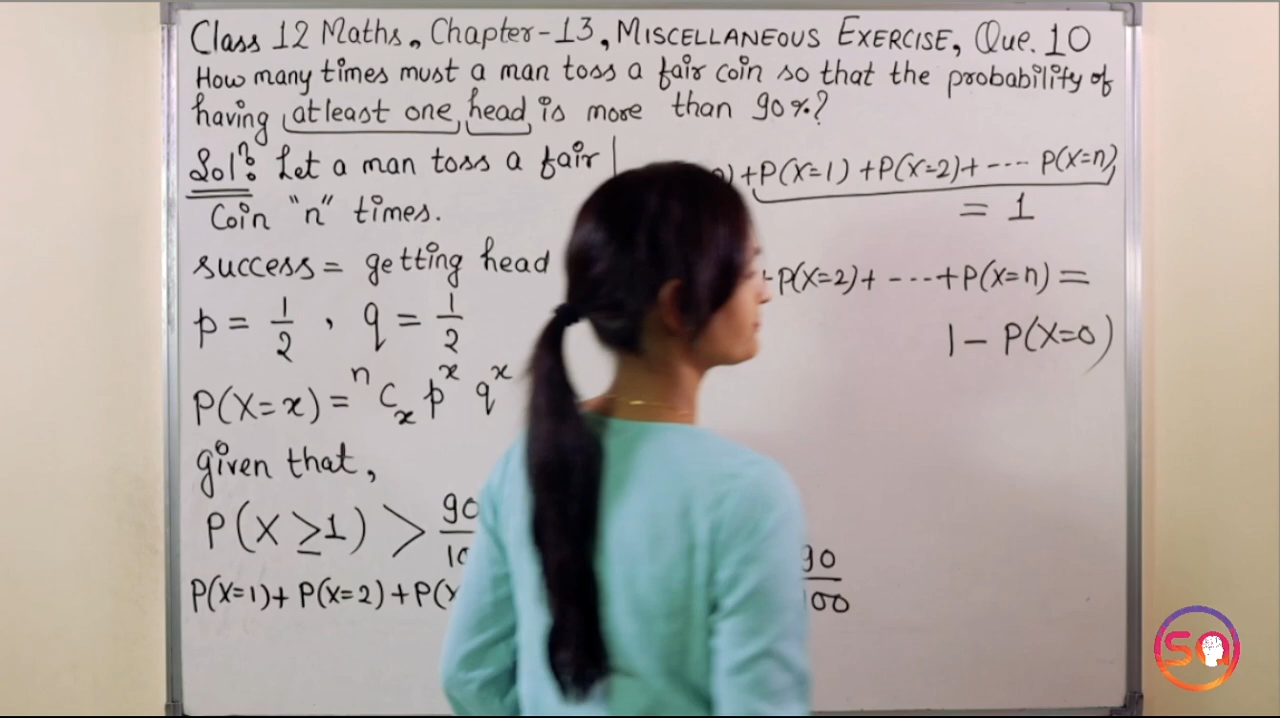 Class 12 Maths, Chapter-13, MISCELLANEOUS EXERCISE, Que. 10
How many times must a man toss a fair coin so that the probability of
having atleast one head is more than 90%?
Solⁿ: Let a man toss a fair
Coin "n" times.
success = getting head
p = 1/2 , q = 1/2
P(X=x) = ⁿCₓ pˣ qˣ
given that,
P(X ≥ 1) > 90
P(X=1) + P(X=2) +
) + P(X=1) + P(X=2) + ---- P(X=n)
= 1
P(X=2) + ---- + P(X=n) =
1 - P(X=0)
90
100
SQ